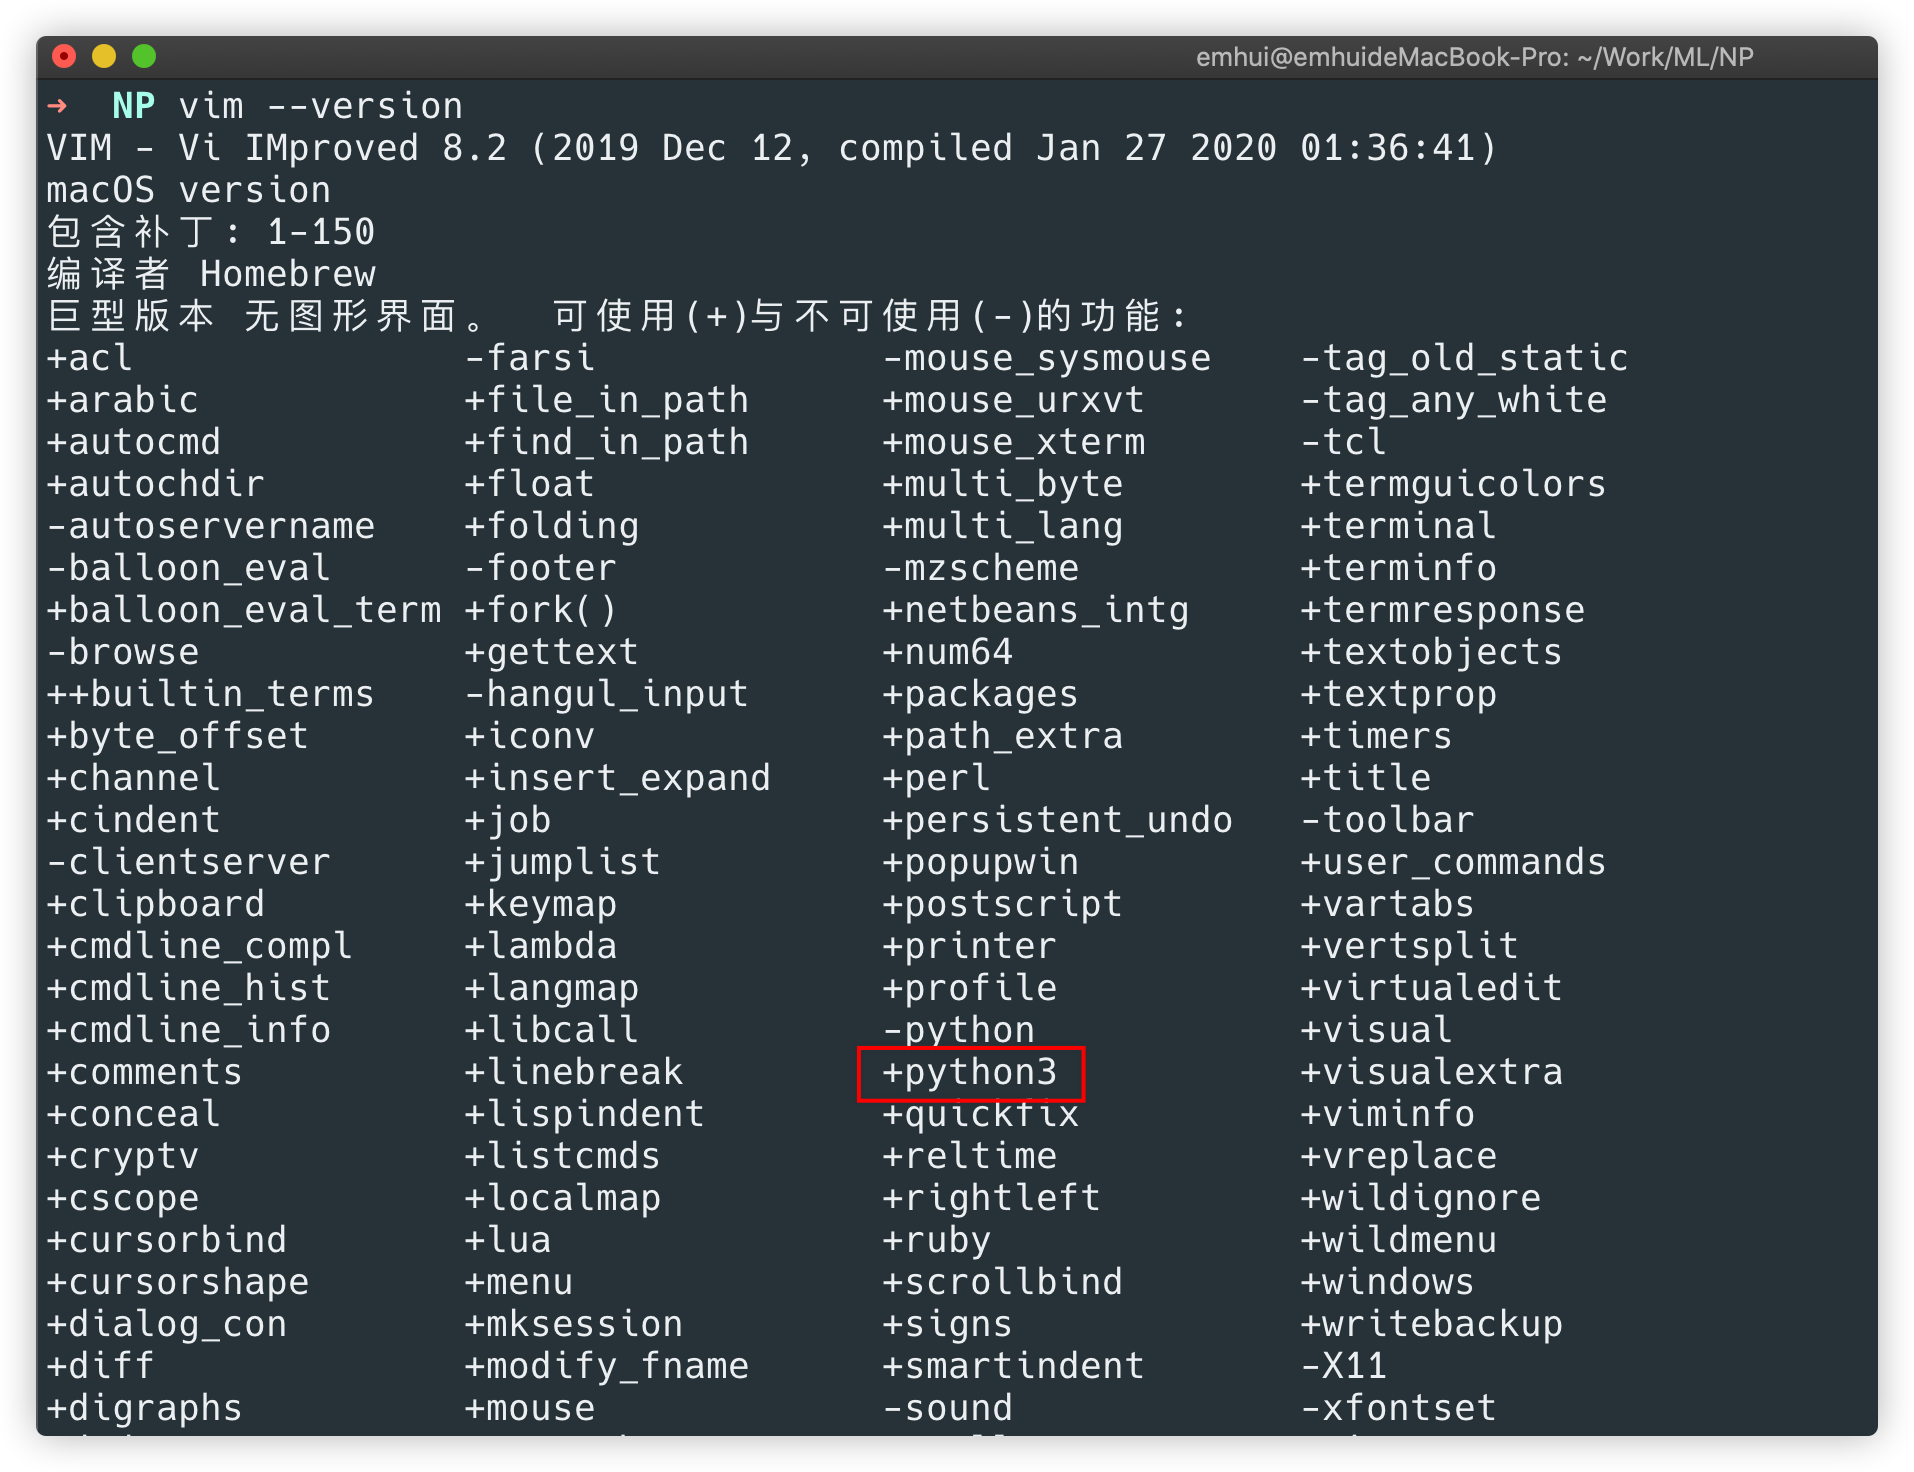 emhui@emhuideMacBook-Pro: ~/Work/ML/NP
➜  NP vim --version
VIM - Vi IMproved 8.2 (2019 Dec 12, compiled Jan 27 2020 01:36:41)
macOS version
包含补丁: 1-150
编译者 Homebrew
巨型版本 无图形界面。  可使用(+)与不可使用(-)的功能:
+acl               -farsi             -mouse_sysmouse    -tag_old_static
+arabic            +file_in_path      +mouse_urxvt       -tag_any_white
+autocmd           +find_in_path      +mouse_xterm       -tcl
+autochdir         +float             +multi_byte        +termguicolors
-autoservername    +folding           +multi_lang        +terminal
-balloon_eval      -footer            -mzscheme          +terminfo
+balloon_eval_term +fork()            +netbeans_intg     +termresponse
-browse            +gettext           +num64             +textobjects
++builtin_terms    -hangul_input      +packages          +textprop
+byte_offset       +iconv             +path_extra        +timers
+channel           +insert_expand     +perl              +title
+cindent           +job               +persistent_undo   -toolbar
-clientserver      +jumplist          +popupwin          +user_commands
+clipboard         +keymap            +postscript        +vartabs
+cmdline_compl     +lambda            +printer           +vertsplit
+cmdline_hist      +langmap           +profile           +virtualedit
+cmdline_info      +libcall           -python            +visual
+comments          +linebreak         +python3           +visualextra
+conceal           +lispindent        +quickfix          +viminfo
+cryptv            +listcmds          +reltime           +vreplace
+cscope            +localmap          +rightleft         +wildignore
+cursorbind        +lua               +ruby              +wildmenu
+cursorshape       +menu              +scrollbind        +windows
+dialog_con        +mksession         +signs             +writebackup
+diff              +modify_fname      +smartindent       -X11
+digraphs          +mouse             -sound             -xfontset